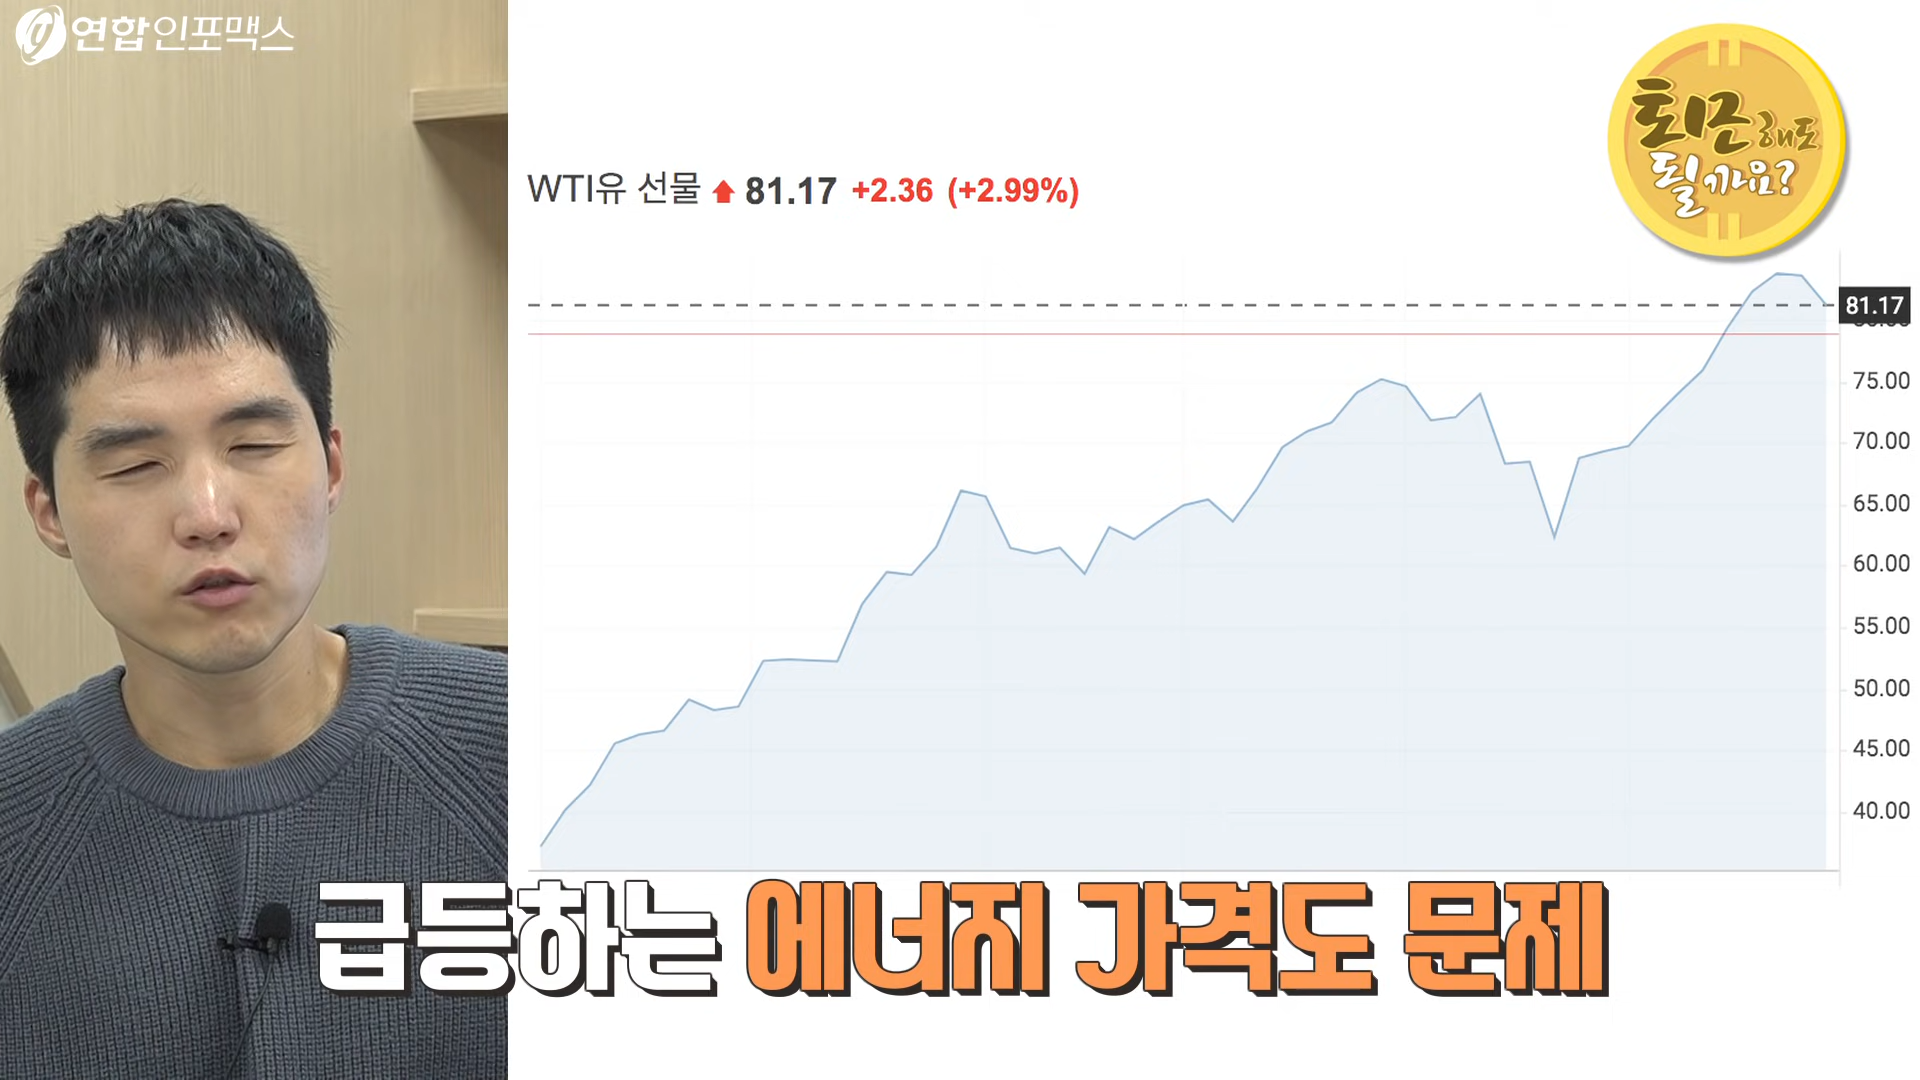 연합인포맥스
퇴근해도
될까요?
WTI유 선물 81.17 +2.36 (+2.99%)
81.17
75.00
70.00
65.00
60.00
55.00
50.00
45.00
40.00
급등하는 에너지 가격도 문제